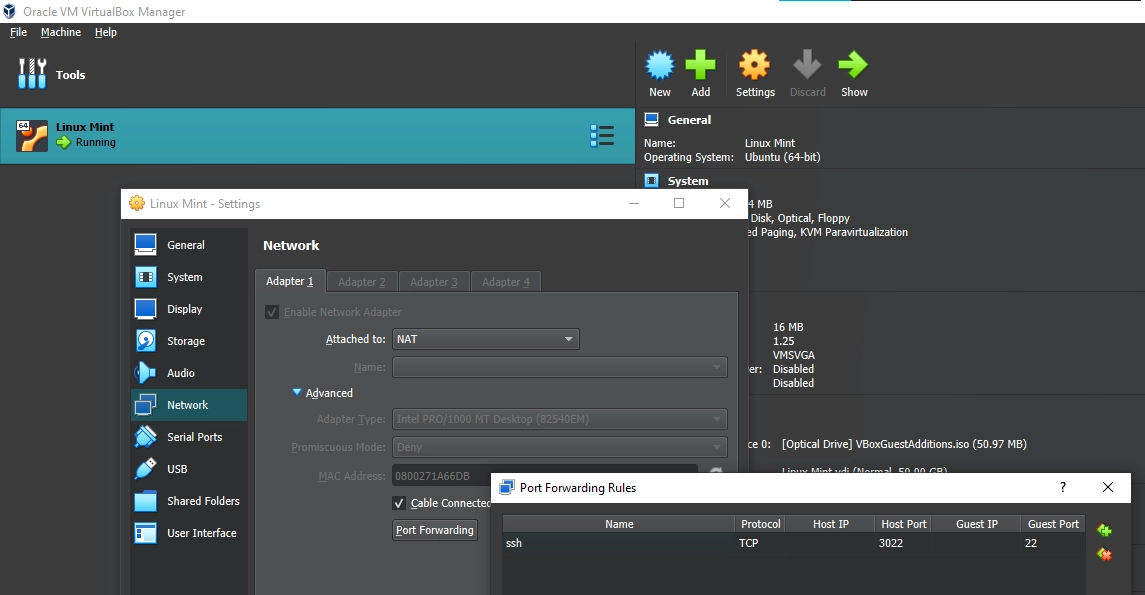 Oracle VM VirtualBox Manager
File Machine Help
Tools
New Add Settings Discard Show
64
Linux Mint
Running
General
Name: Linux Mint
Operating System: Ubuntu (64-bit)
System
4 MB
Disk, Optical, Floppy
ed Paging, KVM Paravirtualization
16 MB
1.25
VMSVGA
er: Disabled
Disabled
ce 0: [Optical Drive] VBoxGuestAdditions.iso (50.97 MB)
Linux Mint.vdi (Normal, 50.00 GB)
Linux Mint - Settings
General
System
Display
Storage
Audio
Network
Serial Ports
USB
Shared Folders
User Interface
Network
Adapter 1 Adapter 2 Adapter 3 Adapter 4
Enable Network Adapter
Attached to: NAT
Name:
Advanced
Adapter Type: Intel PRO/1000 MT Desktop (82540EM)
Promiscuous Mode: Deny
MAC Address: 0800271A66DB
Cable Connected
Port Forwarding
Port Forwarding Rules
?
Name Protocol Host IP Host Port Guest IP Guest Port
ssh TCP 3022 22